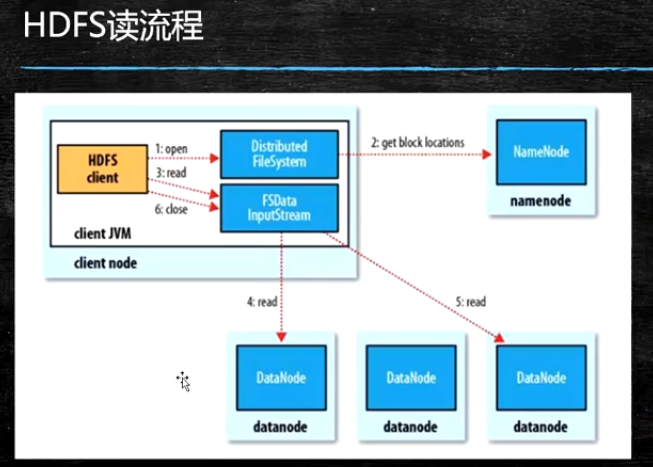 HDFS读流程
HDFS
client
1: open
3: read
6: close
Distributed
FileSystern
FSData
InputStream
client JVM
client node
2: get block locations
NameNode
namenode
4: read
5: read
DataNode
datanode
DataNode
datanode
DataNode
datanode